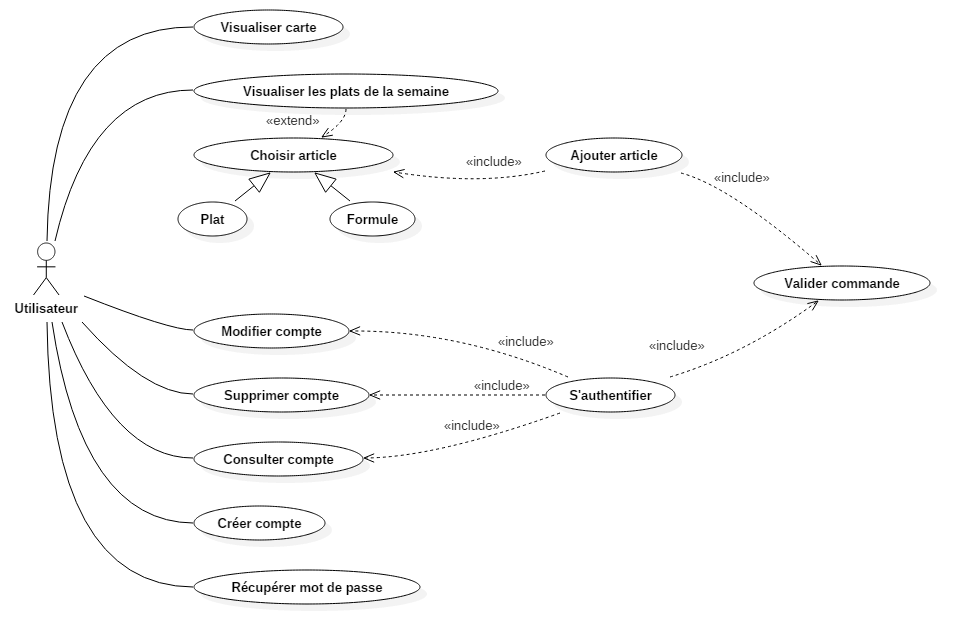 Visualiser carte
Visualiser les plats de la semaine
«extend»
Choisir article
«include»
Ajouter article
«include»
Plat
Formule
Valider commande
Utilisateur
Modifier compte
«include»
«include»
Supprimer compte
«include»
S'authentifier
«include»
Consulter compte
Créer compte
Récupérer mot de passe